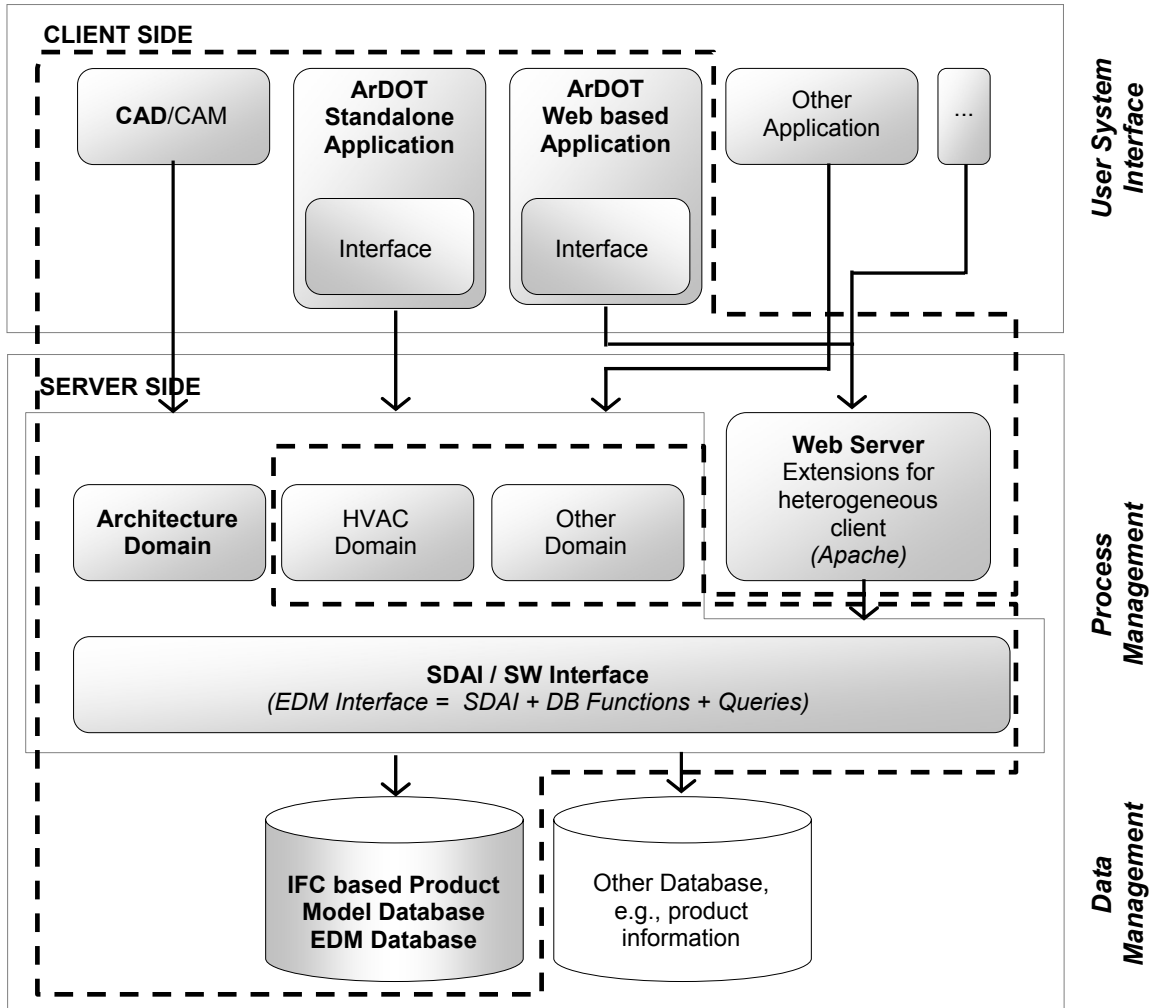 CLIENT SIDE
CAD/CAM
ArDOT
Standalone
Application
Interface
ArDOT
Web based
Application
Interface
Other
Application
...
User System
Interface
SERVER SIDE
Architecture
Domain
HVAC
Domain
Other
Domain
Web Server
Extensions for
heterogeneous
client
(Apache)
Process
Management
SDAI / SW Interface
(EDM Interface = SDAI + DB Functions + Queries)
IFC based Product
Model Database
EDM Database
Other Database,
e.g., product
information
Data
Management